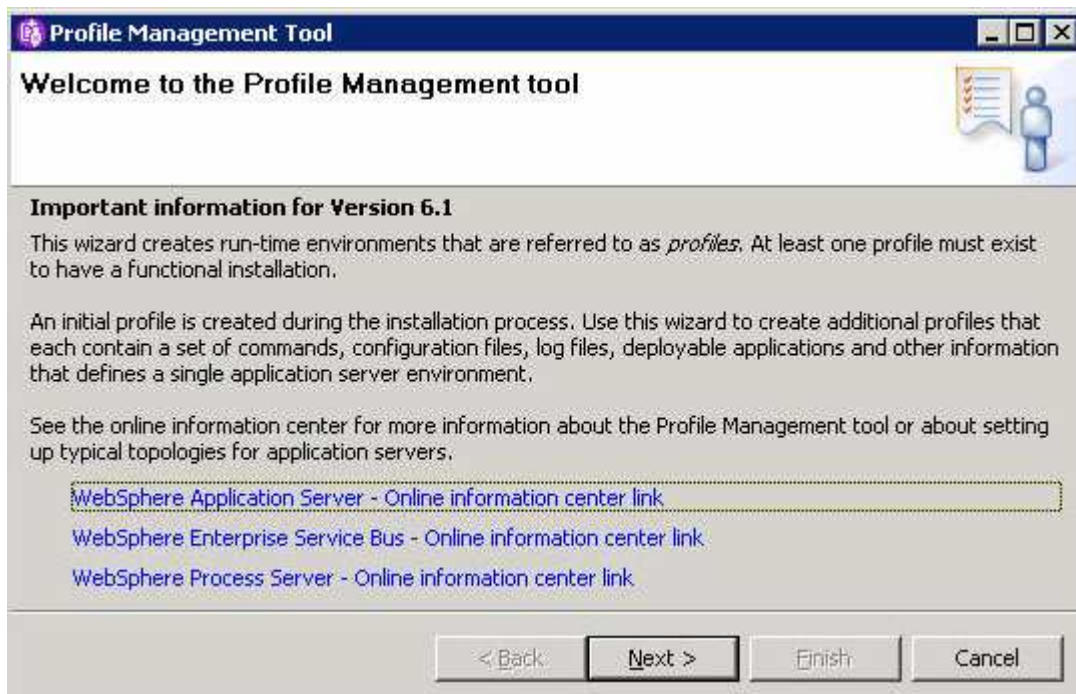 Profile Management Tool
Welcome to the Profile Management tool
Important information for Version 6.1
This wizard creates run-time environments that are referred to as profiles. At least one profile must exist
to have a functional installation.
An initial profile is created during the installation process. Use this wizard to create additional profiles that
each contain a set of commands, configuration files, log files, deployable applications and other information
that defines a single application server environment.
See the online information center for more information about the Profile Management tool or about setting
up typical topologies for application servers.
WebSphere Application Server - Online information center link
WebSphere Enterprise Service Bus - Online information center link
WebSphere Process Server - Online information center link
< Back Next > Finish Cancel